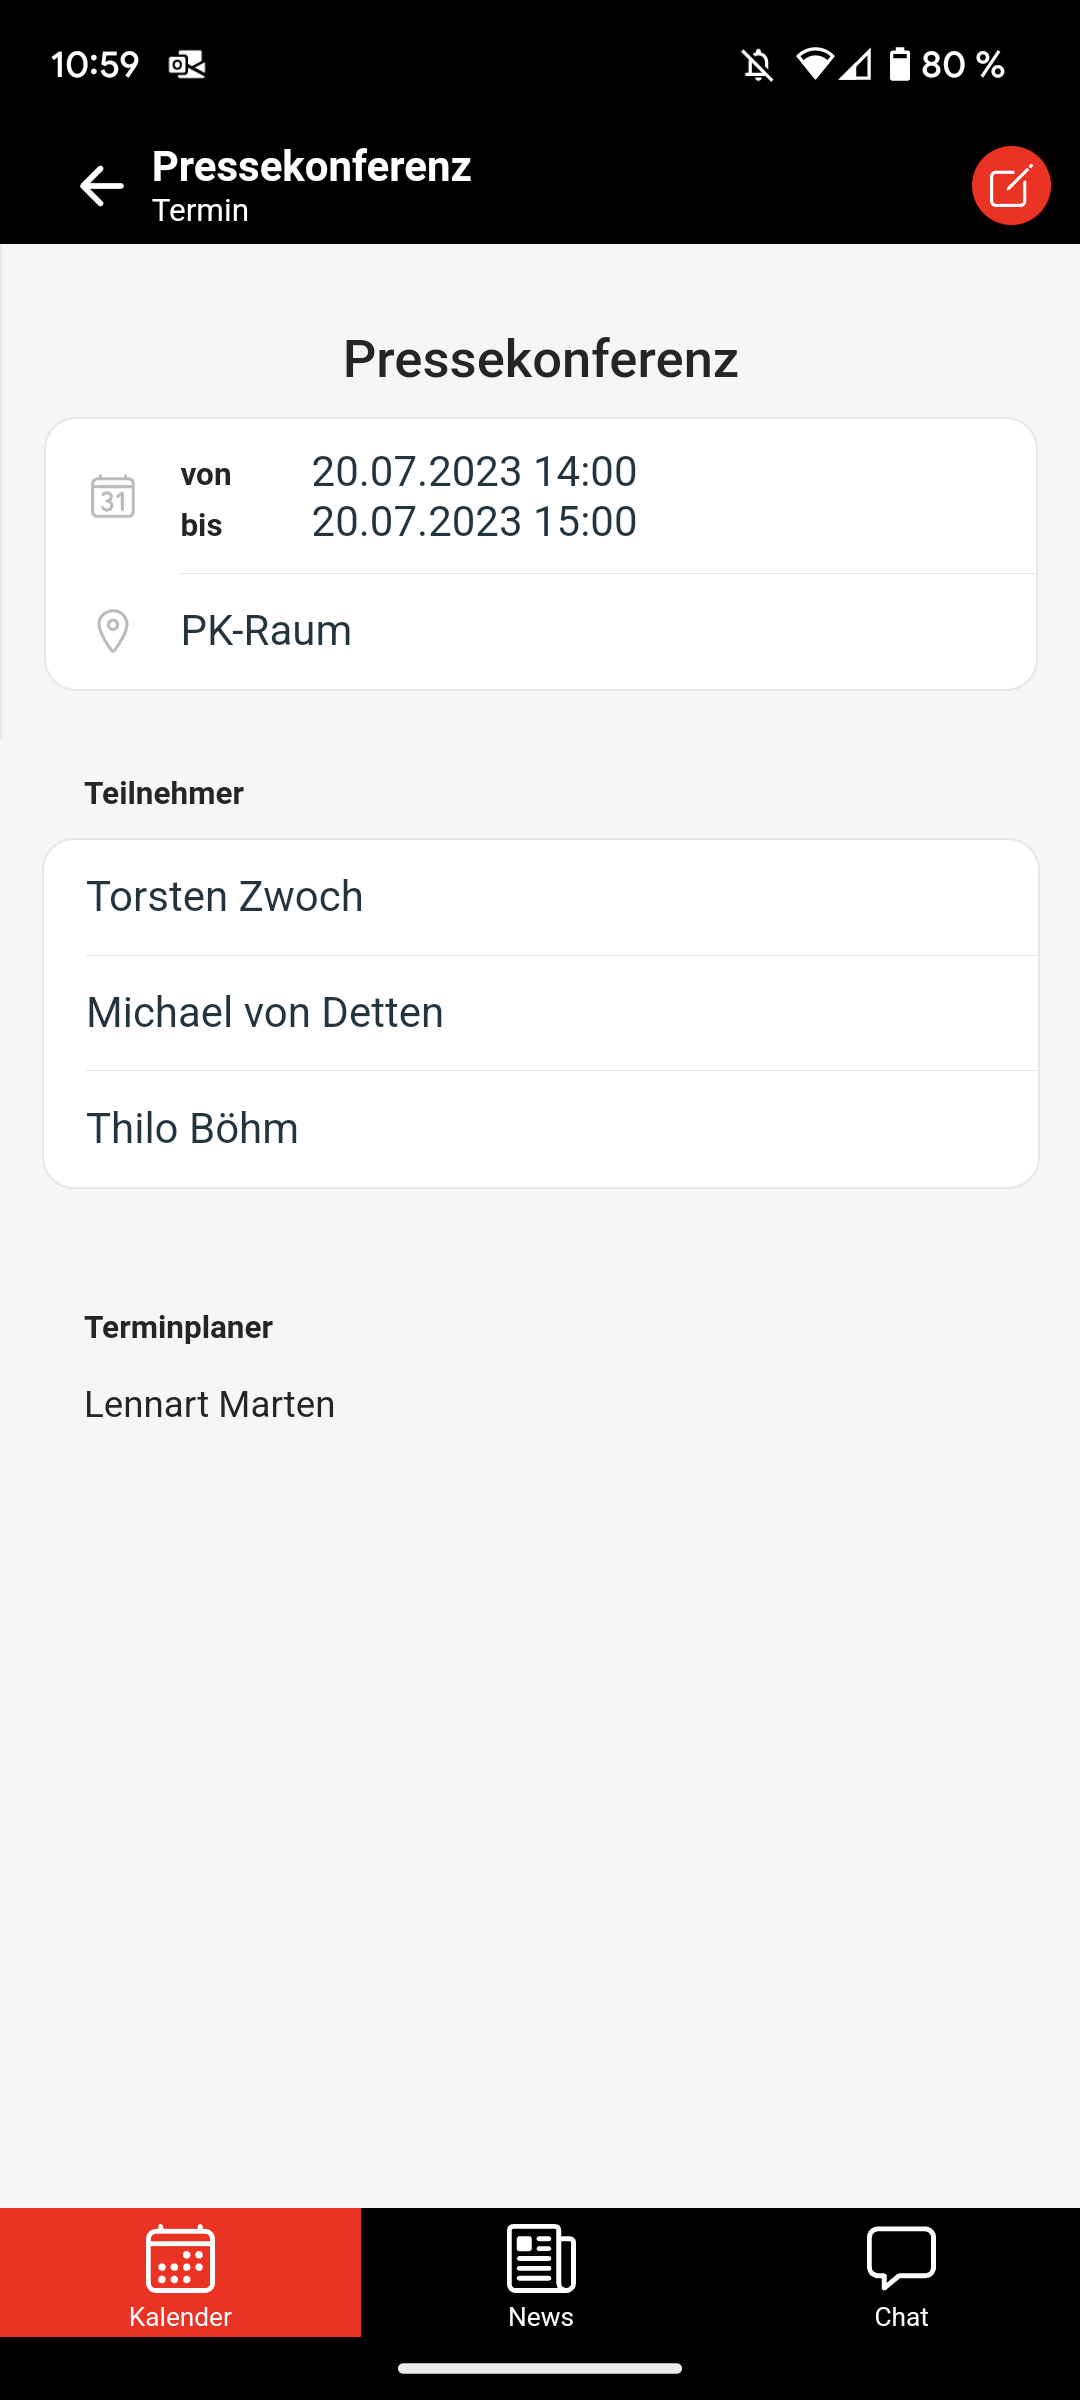 10:59
80 %
Pressekonferenz
Termin
Pressekonferenz
31
von 20.07.2023 14:00
bis 20.07.2023 15:00
PK-Raum
Teilnehmer
Torsten Zwoch
Michael von Detten
Thilo Böhm
Terminplaner
Lennart Marten
Kalender
News
Chat